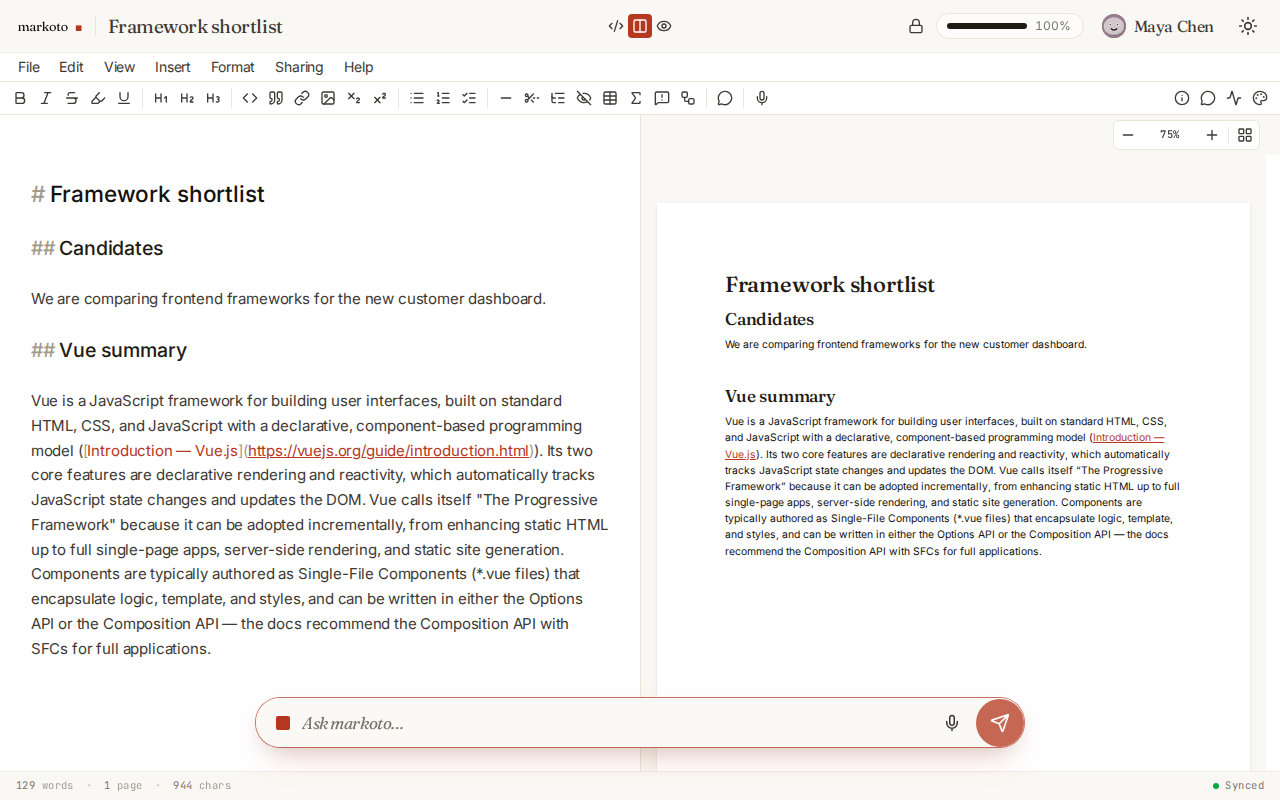 markoto
Framework shortlist
100%
Maya Chen
File Edit View Insert Format Sharing Help
H1 H2 H3
75%
# Framework shortlist
## Candidates
We are comparing frontend frameworks for the new customer dashboard.
## Vue summary
Vue is a JavaScript framework for building user interfaces, built on standard
HTML, CSS, and JavaScript with a declarative, component-based programming
model ([Introduction — Vue.js](https://vuejs.org/guide/introduction.html)). Its two
core features are declarative rendering and reactivity, which automatically tracks
JavaScript state changes and updates the DOM. Vue calls itself "The Progressive
Framework" because it can be adopted incrementally, from enhancing static HTML
up to full single-page apps, server-side rendering, and static site generation.
Components are typically authored as Single-File Components (*.vue files) that
encapsulate logic, template, and styles, and can be written in either the Options
API or the Composition API — the docs recommend the Composition API with
SFCs for full applications.
Framework shortlist
Candidates
We are comparing frontend frameworks for the new customer dashboard.
Vue summary
Vue is a JavaScript framework for building user interfaces, built on standard HTML, CSS,
and JavaScript with a declarative, component-based programming model (Introduction —
Vue.js). Its two core features are declarative rendering and reactivity, which automatically
tracks JavaScript state changes and updates the DOM. Vue calls itself "The Progressive
Framework" because it can be adopted incrementally, from enhancing static HTML up to full
single-page apps, server-side rendering, and static site generation. Components are
typically authored as Single-File Components (*.vue files) that encapsulate logic, template,
and styles, and can be written in either the Options API or the Composition API — the docs
recommend the Composition API with SFCs for full applications.
Ask markoto...
129 words · 1 page · 944 chars
Synced